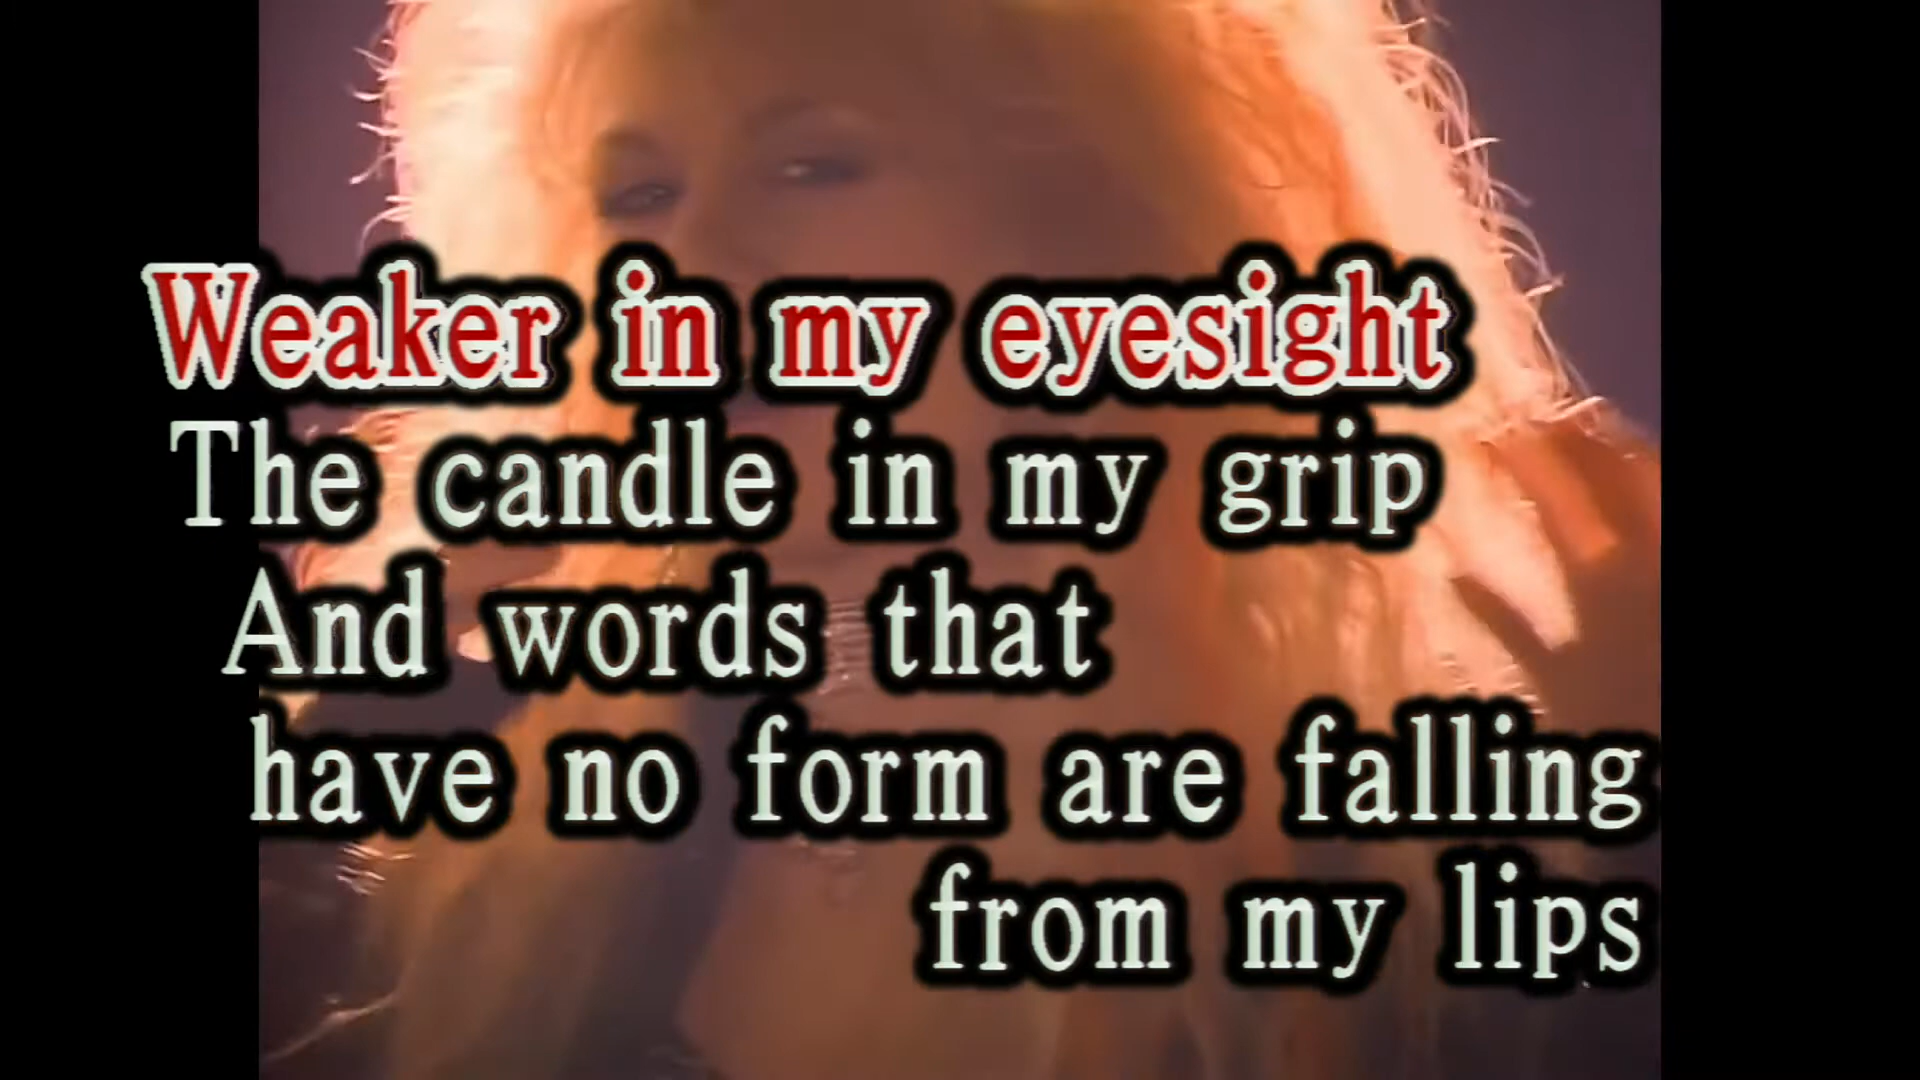 Weaker in my eyesight
The candle in my grip
And words that
have no form are falling
from my lips